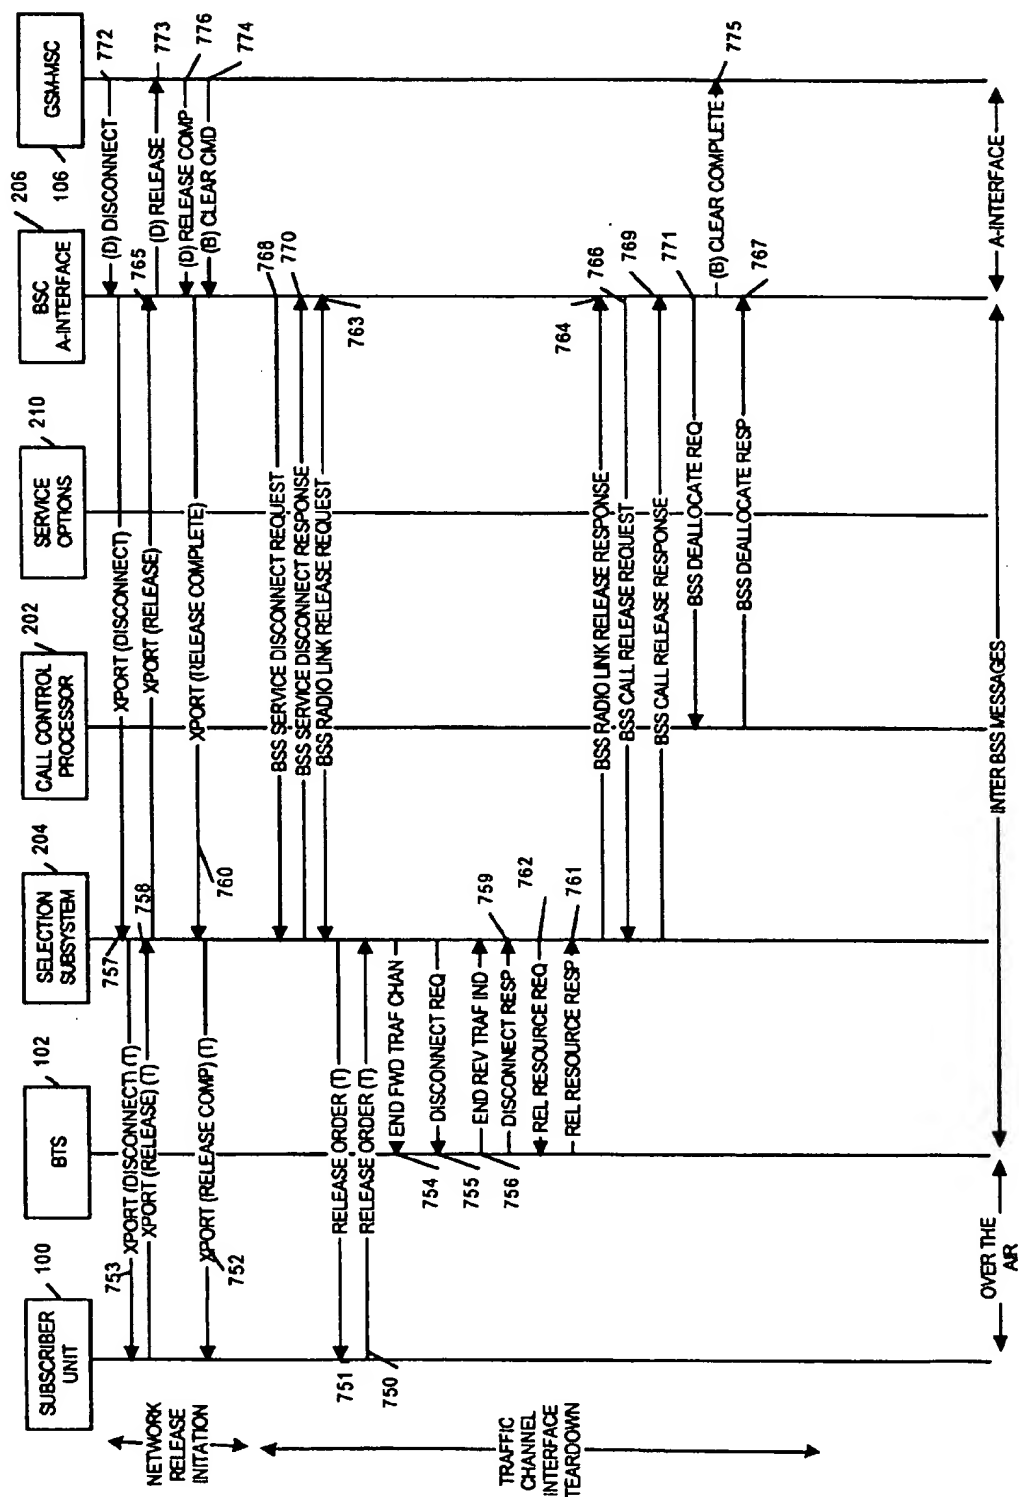 SUBSCRIBER
UNIT
100
BTS
102
SELECTION
SUBSYSTEM
204
CALL CONTROL
PROCESSOR
202
SERVICE
OPTIONS
210
BSC
A-INTERFACE
206
GSM-MSC
106
NETWORK
RELEASE
INITATION
TRAFFIC
CHANNEL
INTERFACE
TEARDOWN
(D) DISCONNECT
772
XPORT (DISCONNECT)
757
XPORT (DISCONNECT) (T)
753
XPORT (RELEASE) (T)
758
XPORT (RELEASE)
765
(D) RELEASE
773
(D) RELEASE COMP
776
(B) CLEAR CMD
774
XPORT (RELEASE COMPLETE)
760
XPORT (RELEASE COMP) (T)
752
BSS SERVICE DISCONNECT REQUEST
768
BSS SERVICE DISCONNECT RESPONSE
770
BSS RADIO LINK RELEASE REQUEST
763
RELEASE ORDER (T)
751
RELEASE ORDER (T)
750
END FWD TRAF CHAN
754
DISCONNECT REQ
755
END REV TRAF IND
756
DISCONNECT RESP
759
REL RESOURCE REQ
762
REL RESOURCE RESP
761
BSS RADIO LINK RELEASE RESPONSE
764
BSS CALL RELEASE REQUEST
766
BSS CALL RELEASE RESPONSE
769
BSS DEALLOCATE REQ
771
(B) CLEAR COMPLETE
775
BSS DEALLOCATE RESP
767
OVER THE
AIR
INTER BSS MESSAGES
A-INTERFACE